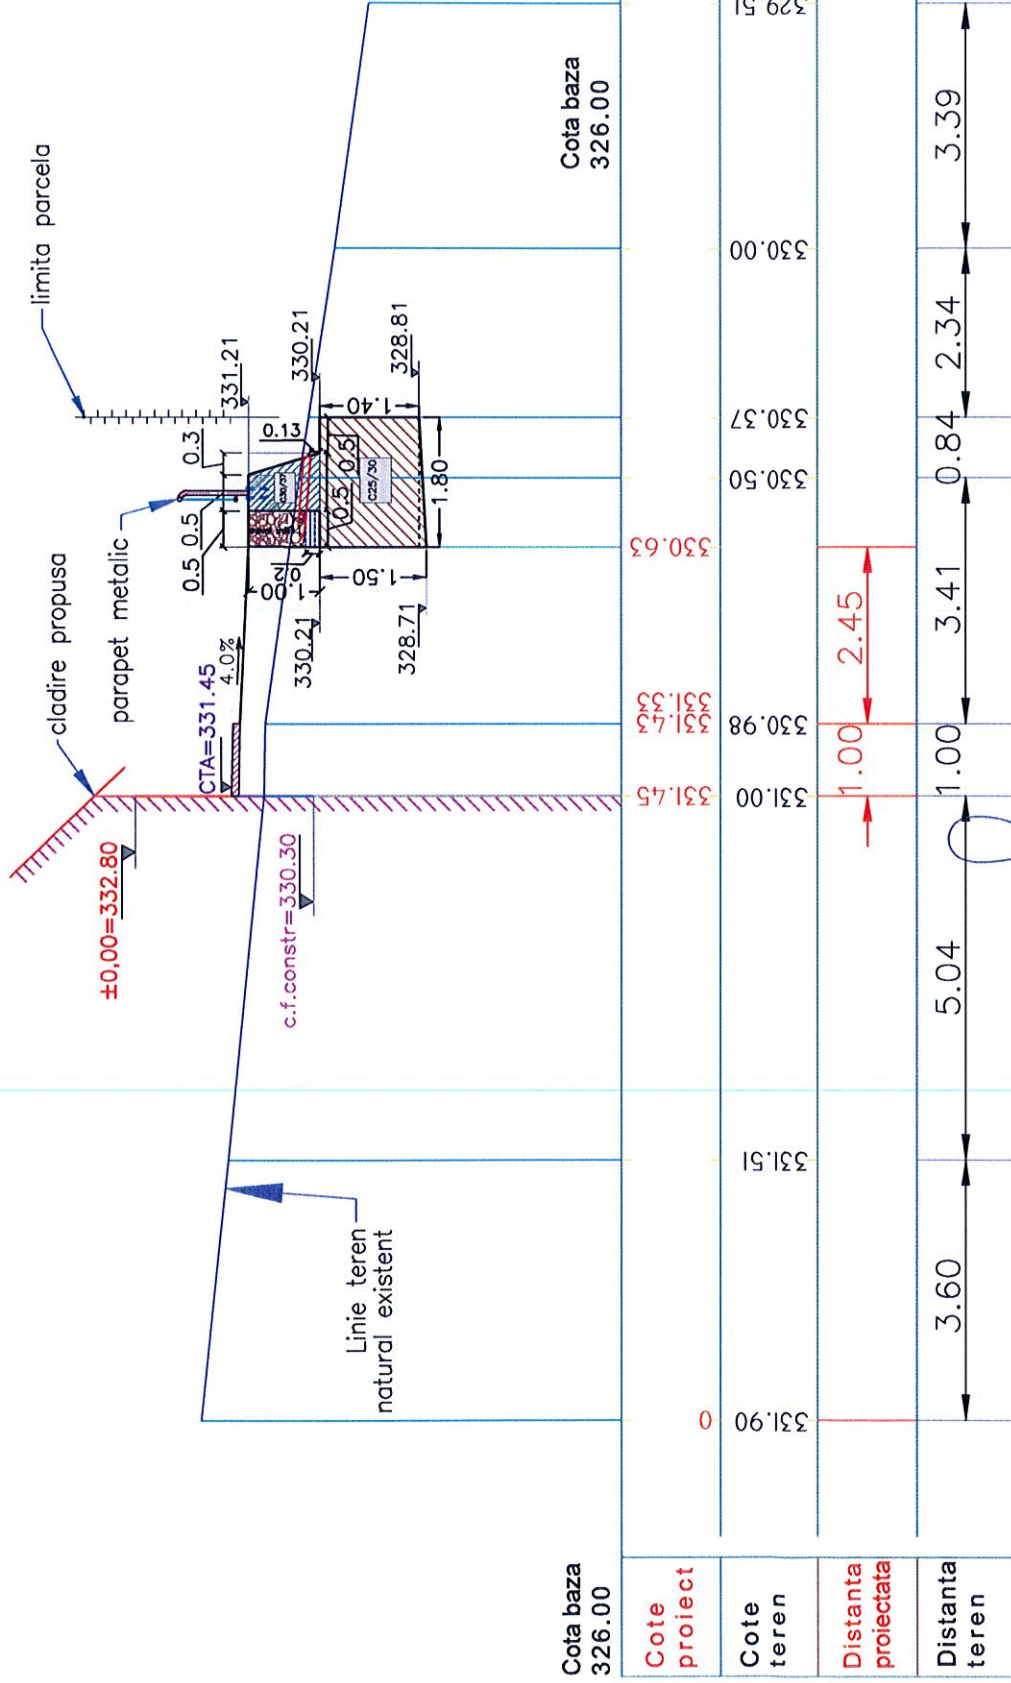 limita parcela
cladire propusa
parapet metalic
±0,00=332.80
CTA=331.45
4.0%
0.5 0.5
0.3
331.21
0.13
330.21
330.21
1.00
0.2
C30/37
0.5
0.5
C25/30
1.40
1.50
1.80
328.81
328.71
c.f.constr=330.30
Linie teren
natural existent
Cota baza
326.00
Cota baza
326.00
Cote
proiect
0
331.45
331.43
331.33
330.63
Cote
teren
331.90
331.51
331.00
330.98
330.50
330.37
330.00
329.51
Distanta
proiectata
1.00
2.45
Distanta
teren
3.60
5.04
1.00
3.41
0.84
2.34
3.39